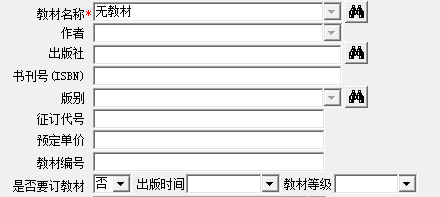 教材名称* 无教材
作者
出版社
书刊号(ISBN)
版别
征订代号
预定单价
教材编号
是否要订教材 否 出版时间 教材等级